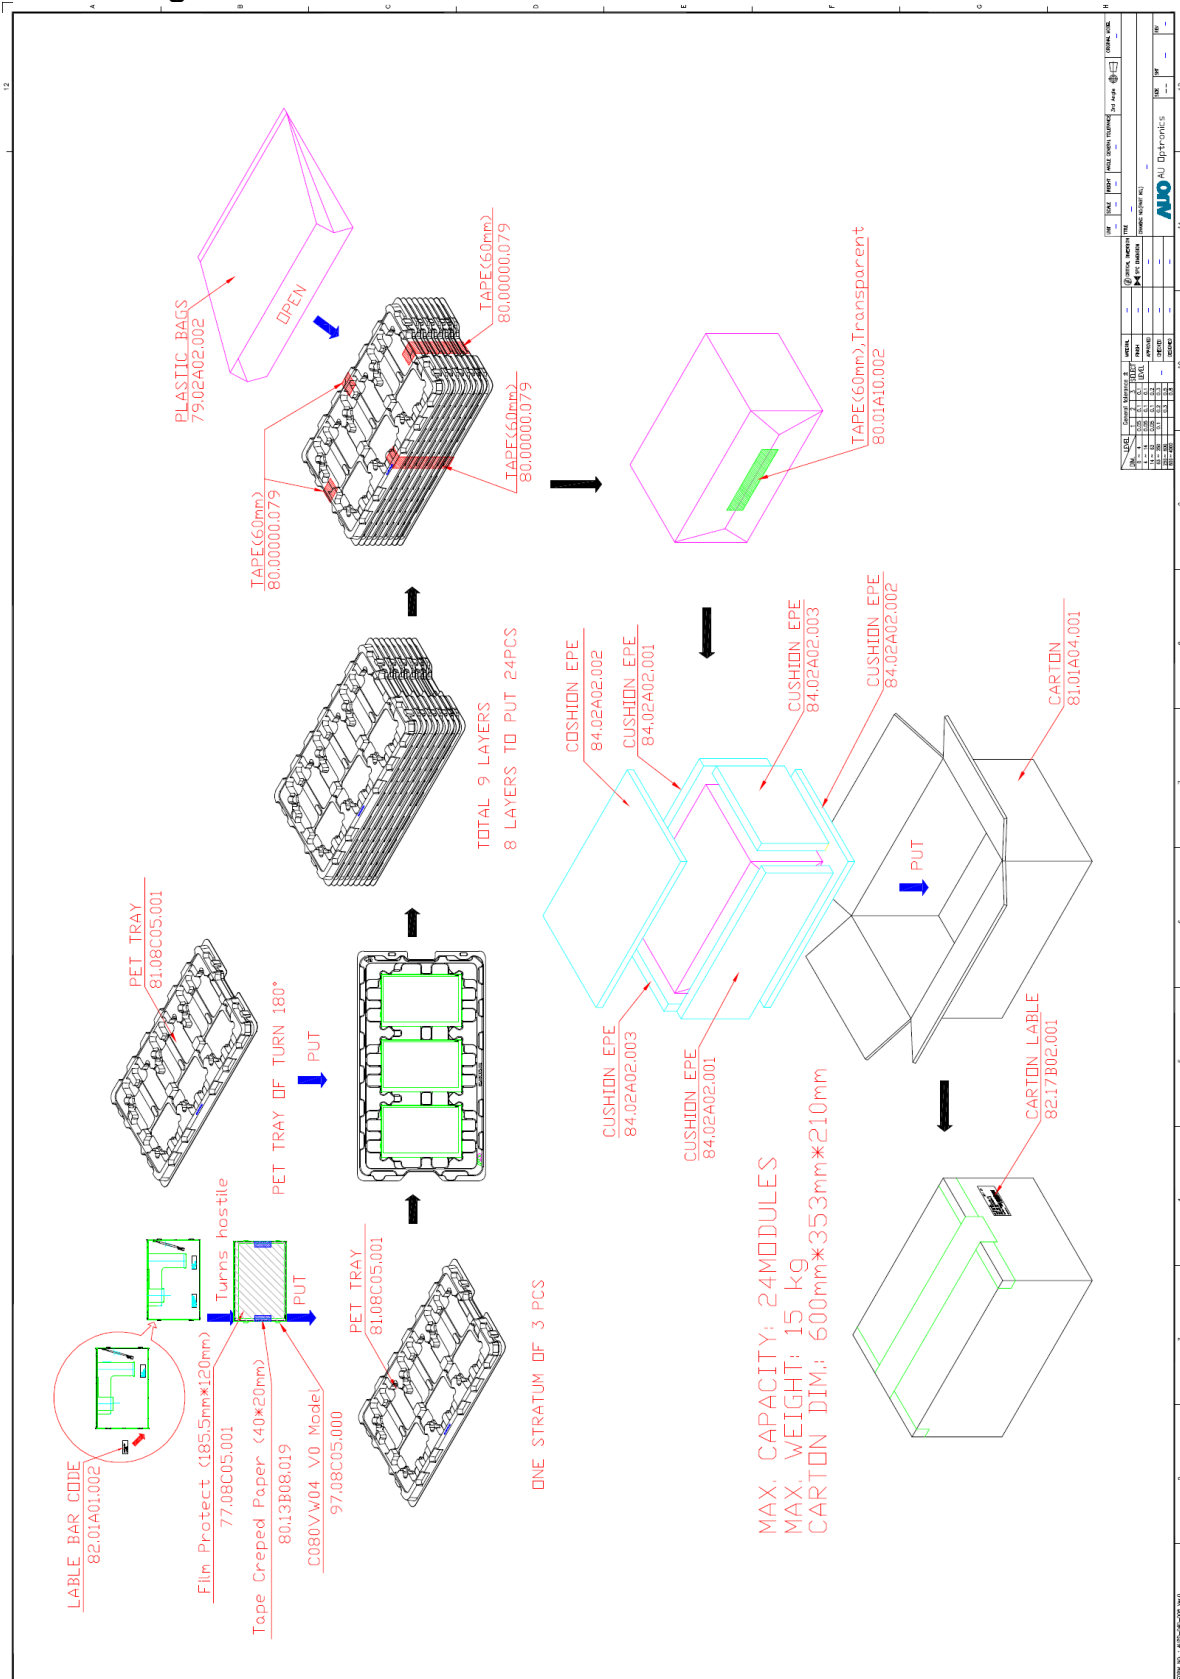 LABLE BAR CODE
82.01A01.002
Film Protect (185.5mm*120mm)
77.08C05.001
Tape Creped Paper (40*20mm)
80.13B08.019
C080VW04 V0 Model
97.08C05.000
Turns hostile
PUT
PET TRAY
81.08C05.001
ONE STRATUM OF 3 PCS
PET TRAY
81.08C05.001
PET TRAY OF TURN 180°
PUT
TOTAL 9 LAYERS
8 LAYERS TO PUT 24PCS
TAPE(60mm)
80.00000.079
TAPE(60mm)
80.00000.079
TAPE(60mm)
80.00000.079
PLASTIC BAGS
79.02A02.002
OPEN
TAPE(60mm),Transparent
80.01A10.002
CUSHION EPE
84.02A02.002
CUSHION EPE
84.02A02.001
CUSHION EPE
84.02A02.003
CUSHION EPE
84.02A02.002
CUSHION EPE
84.02A02.003
CUSHION EPE
84.02A02.001
PUT
CARTON
81.01A04.001
CARTON LABLE
82.17B02.001
MAX. CAPACITY: 24MODULES
MAX. WEIGHT: 15 kg
CARTON DIM.: 600mm*353mm*210mm
AUO AU Optronics